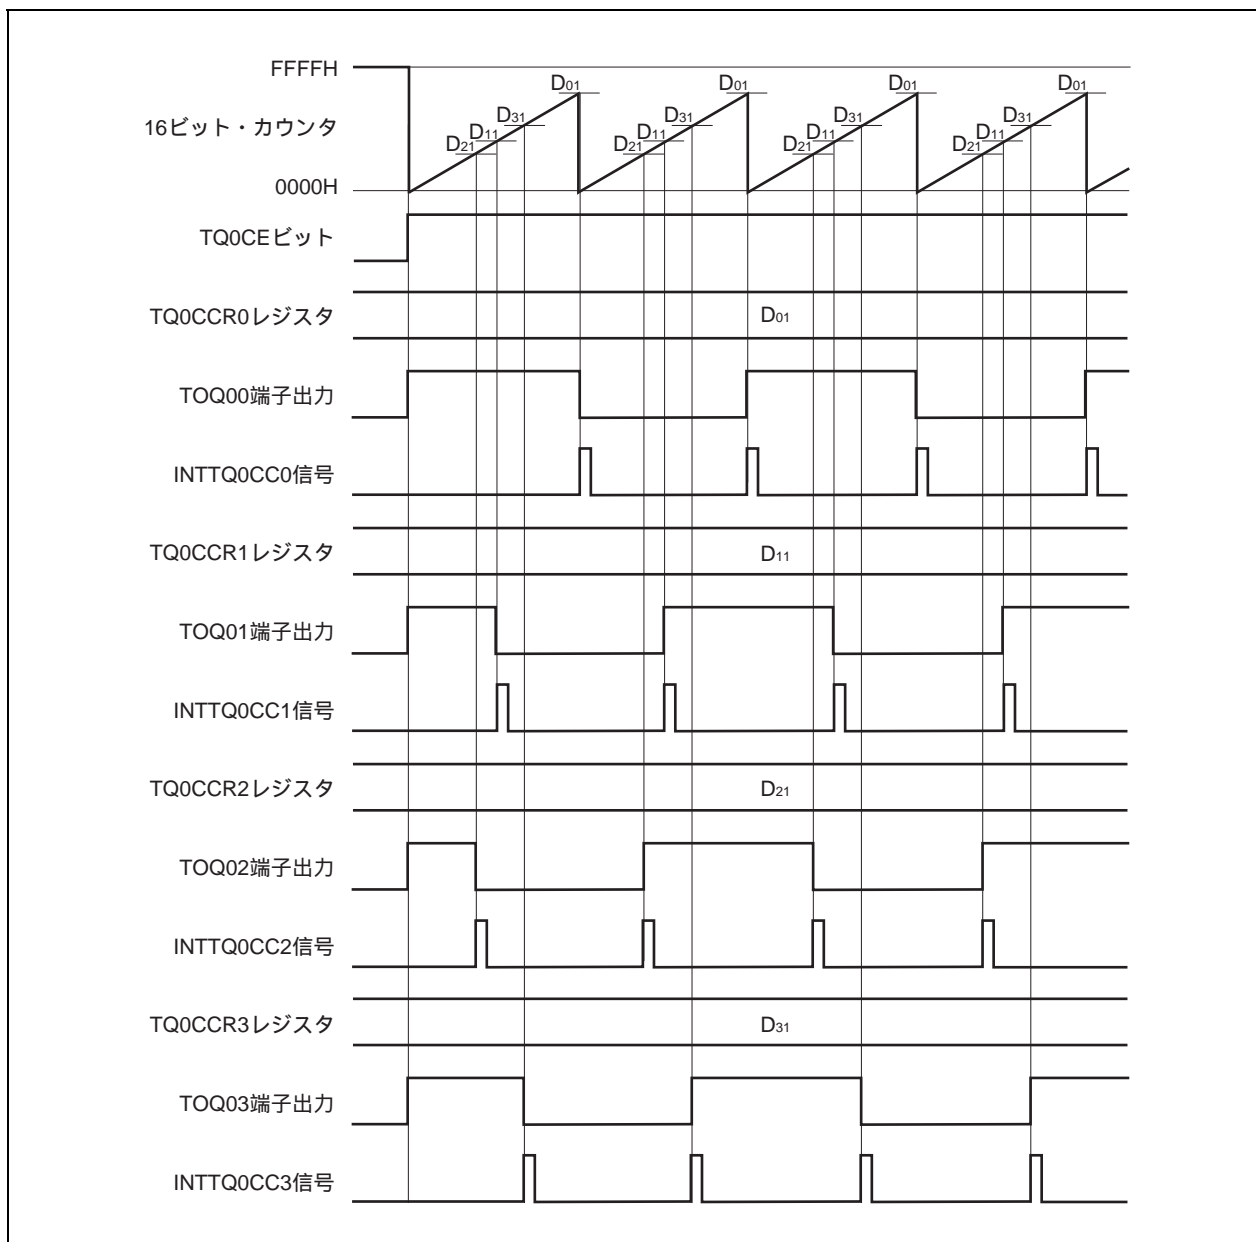 FFFFH
D01 D01 D01 D01
16ビット・カウンタ
D31 D31 D31 D31
D11 D11 D11 D11
D21 D21 D21 D21
0000H
TQ0CEビット
TQ0CCR0レジスタ D01
TOQ00端子出力
INTTQ0CC0信号
TQ0CCR1レジスタ D11
TOQ01端子出力
INTTQ0CC1信号
TQ0CCR2レジスタ D21
TOQ02端子出力
INTTQ0CC2信号
TQ0CCR3レジスタ D31
TOQ03端子出力
INTTQ0CC3信号